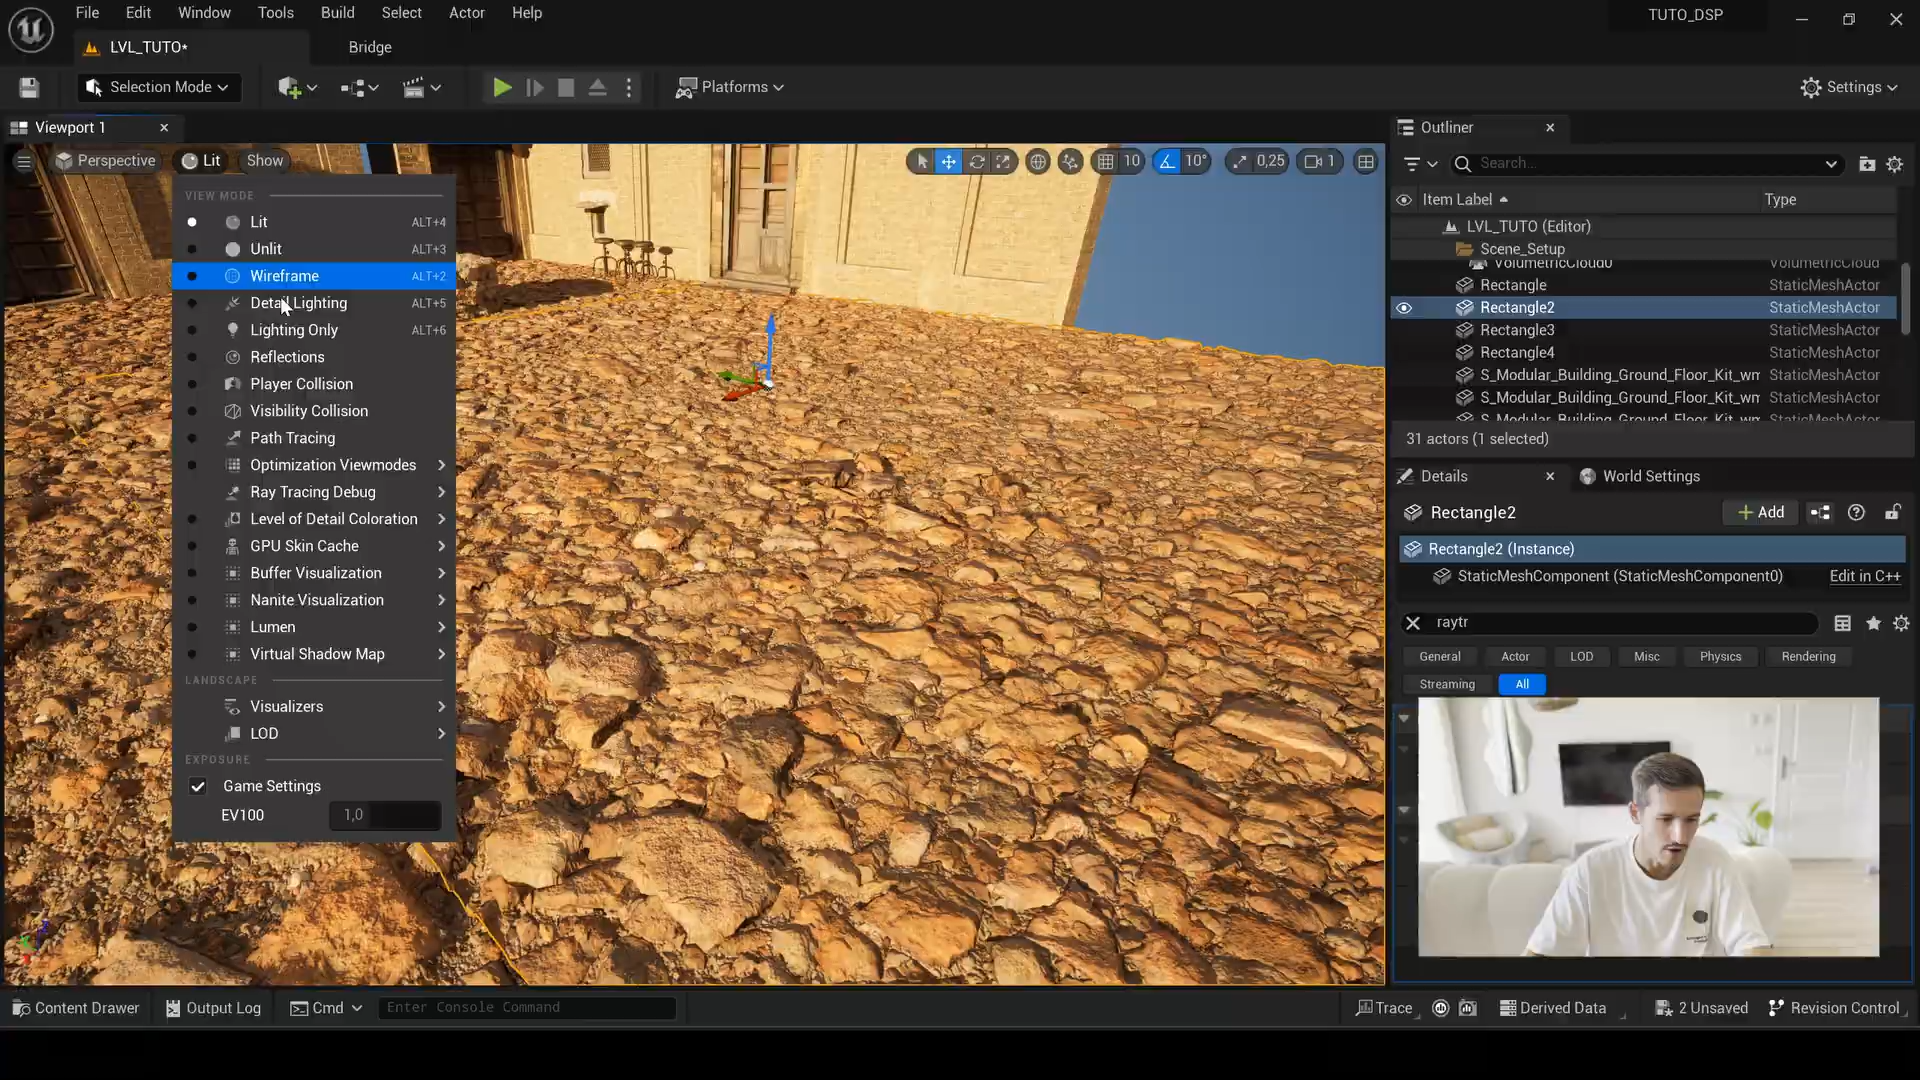 File Edit Window Tools Build Select Actor Help
TUTO_DSP
LVL_TUTO*
Bridge
Selection Mode
Platforms
Settings
Viewport 1
Perspective Lit Show
10 10° 0,25 1
VIEW MODE
Lit ALT+4
Unlit ALT+3
Wireframe ALT+2
Detail Lighting ALT+5
Lighting Only ALT+6
Reflections
Player Collision
Visibility Collision
Path Tracing
Optimization Viewmodes
Ray Tracing Debug
Level of Detail Coloration
GPU Skin Cache
Buffer Visualization
Nanite Visualization
Lumen
Virtual Shadow Map
LANDSCAPE
Visualizers
LOD
EXPOSURE
Game Settings
EV100 1,0
Outliner
Search...
Item Label Type
LVL_TUTO (Editor)
Scene_Setup
VolumetricCloud0 VolumetricCloud
Rectangle StaticMeshActor
Rectangle2 StaticMeshActor
Rectangle3 StaticMeshActor
Rectangle4 StaticMeshActor
S_Modular_Building_Ground_Floor_Kit_wm StaticMeshActor
S_Modular_Building_Ground_Floor_Kit_wm StaticMeshActor
S_Modular_Building_Ground_Floor_Kit_wm StaticMeshActor
31 actors (1 selected)
Details
World Settings
Rectangle2
Add
Rectangle2 (Instance)
StaticMeshComponent (StaticMeshComponent0) Edit in C++
raytr
General Actor LOD Misc Physics Rendering
Streaming All
Content Drawer Output Log Cmd Enter Console Command
Trace Derived Data 2 Unsaved Revision Control